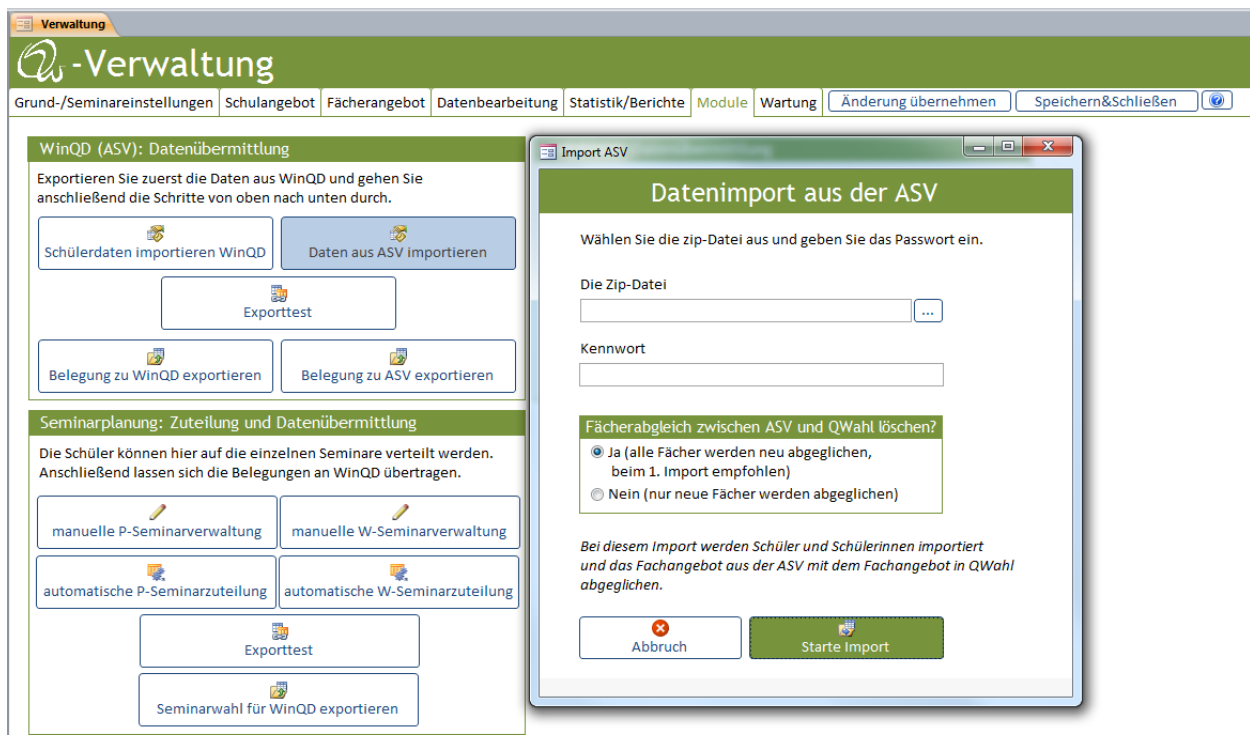 Verwaltung
Qu-Verwaltung
Grund-/Seminareinstellungen Schulangebot Fächerangebot Datenbearbeitung Statistik/Berichte Module Wartung Änderung übernehmen Speichern&Schließen
WinQD (ASV): Datenübermittlung
Exportieren Sie zuerst die Daten aus WinQD und gehen Sie
anschließend die Schritte von oben nach unten durch.
Schülerdaten importieren WinQD
Daten aus ASV importieren
Exporttest
Belegung zu WinQD exportieren
Belegung zu ASV exportieren
Seminarplanung: Zuteilung und Datenübermittlung
Die Schüler können hier auf die einzelnen Seminare verteilt werden.
Anschließend lassen sich die Belegungen an WinQD übertragen.
manuelle P-Seminarverwaltung
manuelle W-Seminarverwaltung
automatische P-Seminarzuteilung
automatische W-Seminarzuteilung
Exporttest
Seminarwahl für WinQD exportieren
Import ASV
Datenimport aus der ASV
Wählen Sie die zip-Datei aus und geben Sie das Passwort ein.
Die Zip-Datei
...
Kennwort
Fächerabgleich zwischen ASV und QWahl löschen?
Ja (alle Fächer werden neu abgeglichen,
beim 1. Import empfohlen)
Nein (nur neue Fächer werden abgeglichen)
Bei diesem Import werden Schüler und Schülerinnen importiert
und das Fachangebot aus der ASV mit dem Fachangebot in QWahl
abgeglichen.
Abbruch
Starte Import